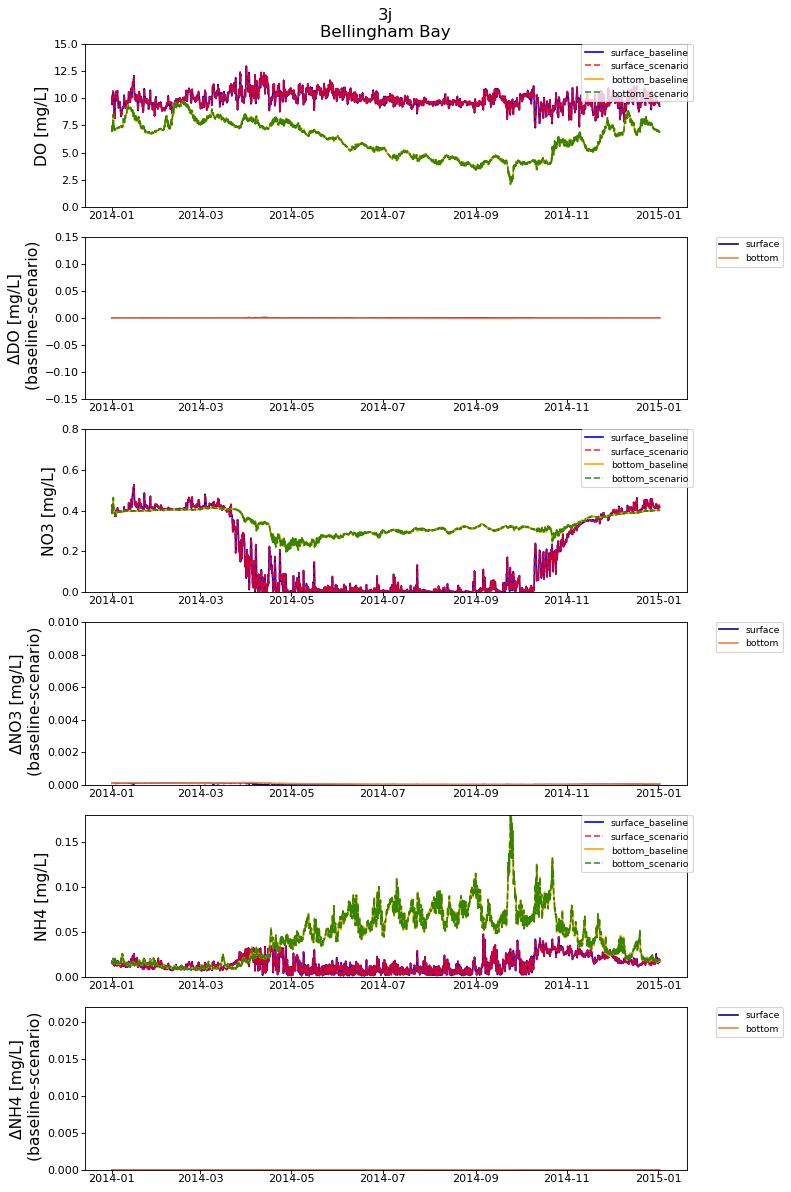 3j
Bellingham Bay
DO [mg/L]
15.0
12.5
10.0
7.5
5.0
2.5
0.0
surface_baseline
surface_scenario
bottom_baseline
bottom_scenario
2014-01 2014-03 2014-05 2014-07 2014-09 2014-11 2015-01
ΔDO [mg/L]
(baseline-scenario)
0.15
0.10
0.05
0.00
−0.05
−0.10
−0.15
surface
bottom
2014-01 2014-03 2014-05 2014-07 2014-09 2014-11 2015-01
NO3 [mg/L]
0.8
0.6
0.4
0.2
0.0
surface_baseline
surface_scenario
bottom_baseline
bottom_scenario
2014-01 2014-03 2014-05 2014-07 2014-09 2014-11 2015-01
ΔNO3 [mg/L]
(baseline-scenario)
0.010
0.008
0.006
0.004
0.002
0.000
surface
bottom
2014-01 2014-03 2014-05 2014-07 2014-09 2014-11 2015-01
NH4 [mg/L]
0.15
0.10
0.05
0.00
surface_baseline
surface_scenario
bottom_baseline
bottom_scenario
2014-01 2014-03 2014-05 2014-07 2014-09 2014-11 2015-01
ΔNH4 [mg/L]
(baseline-scenario)
0.020
0.015
0.010
0.005
0.000
surface
bottom
2014-01 2014-03 2014-05 2014-07 2014-09 2014-11 2015-01